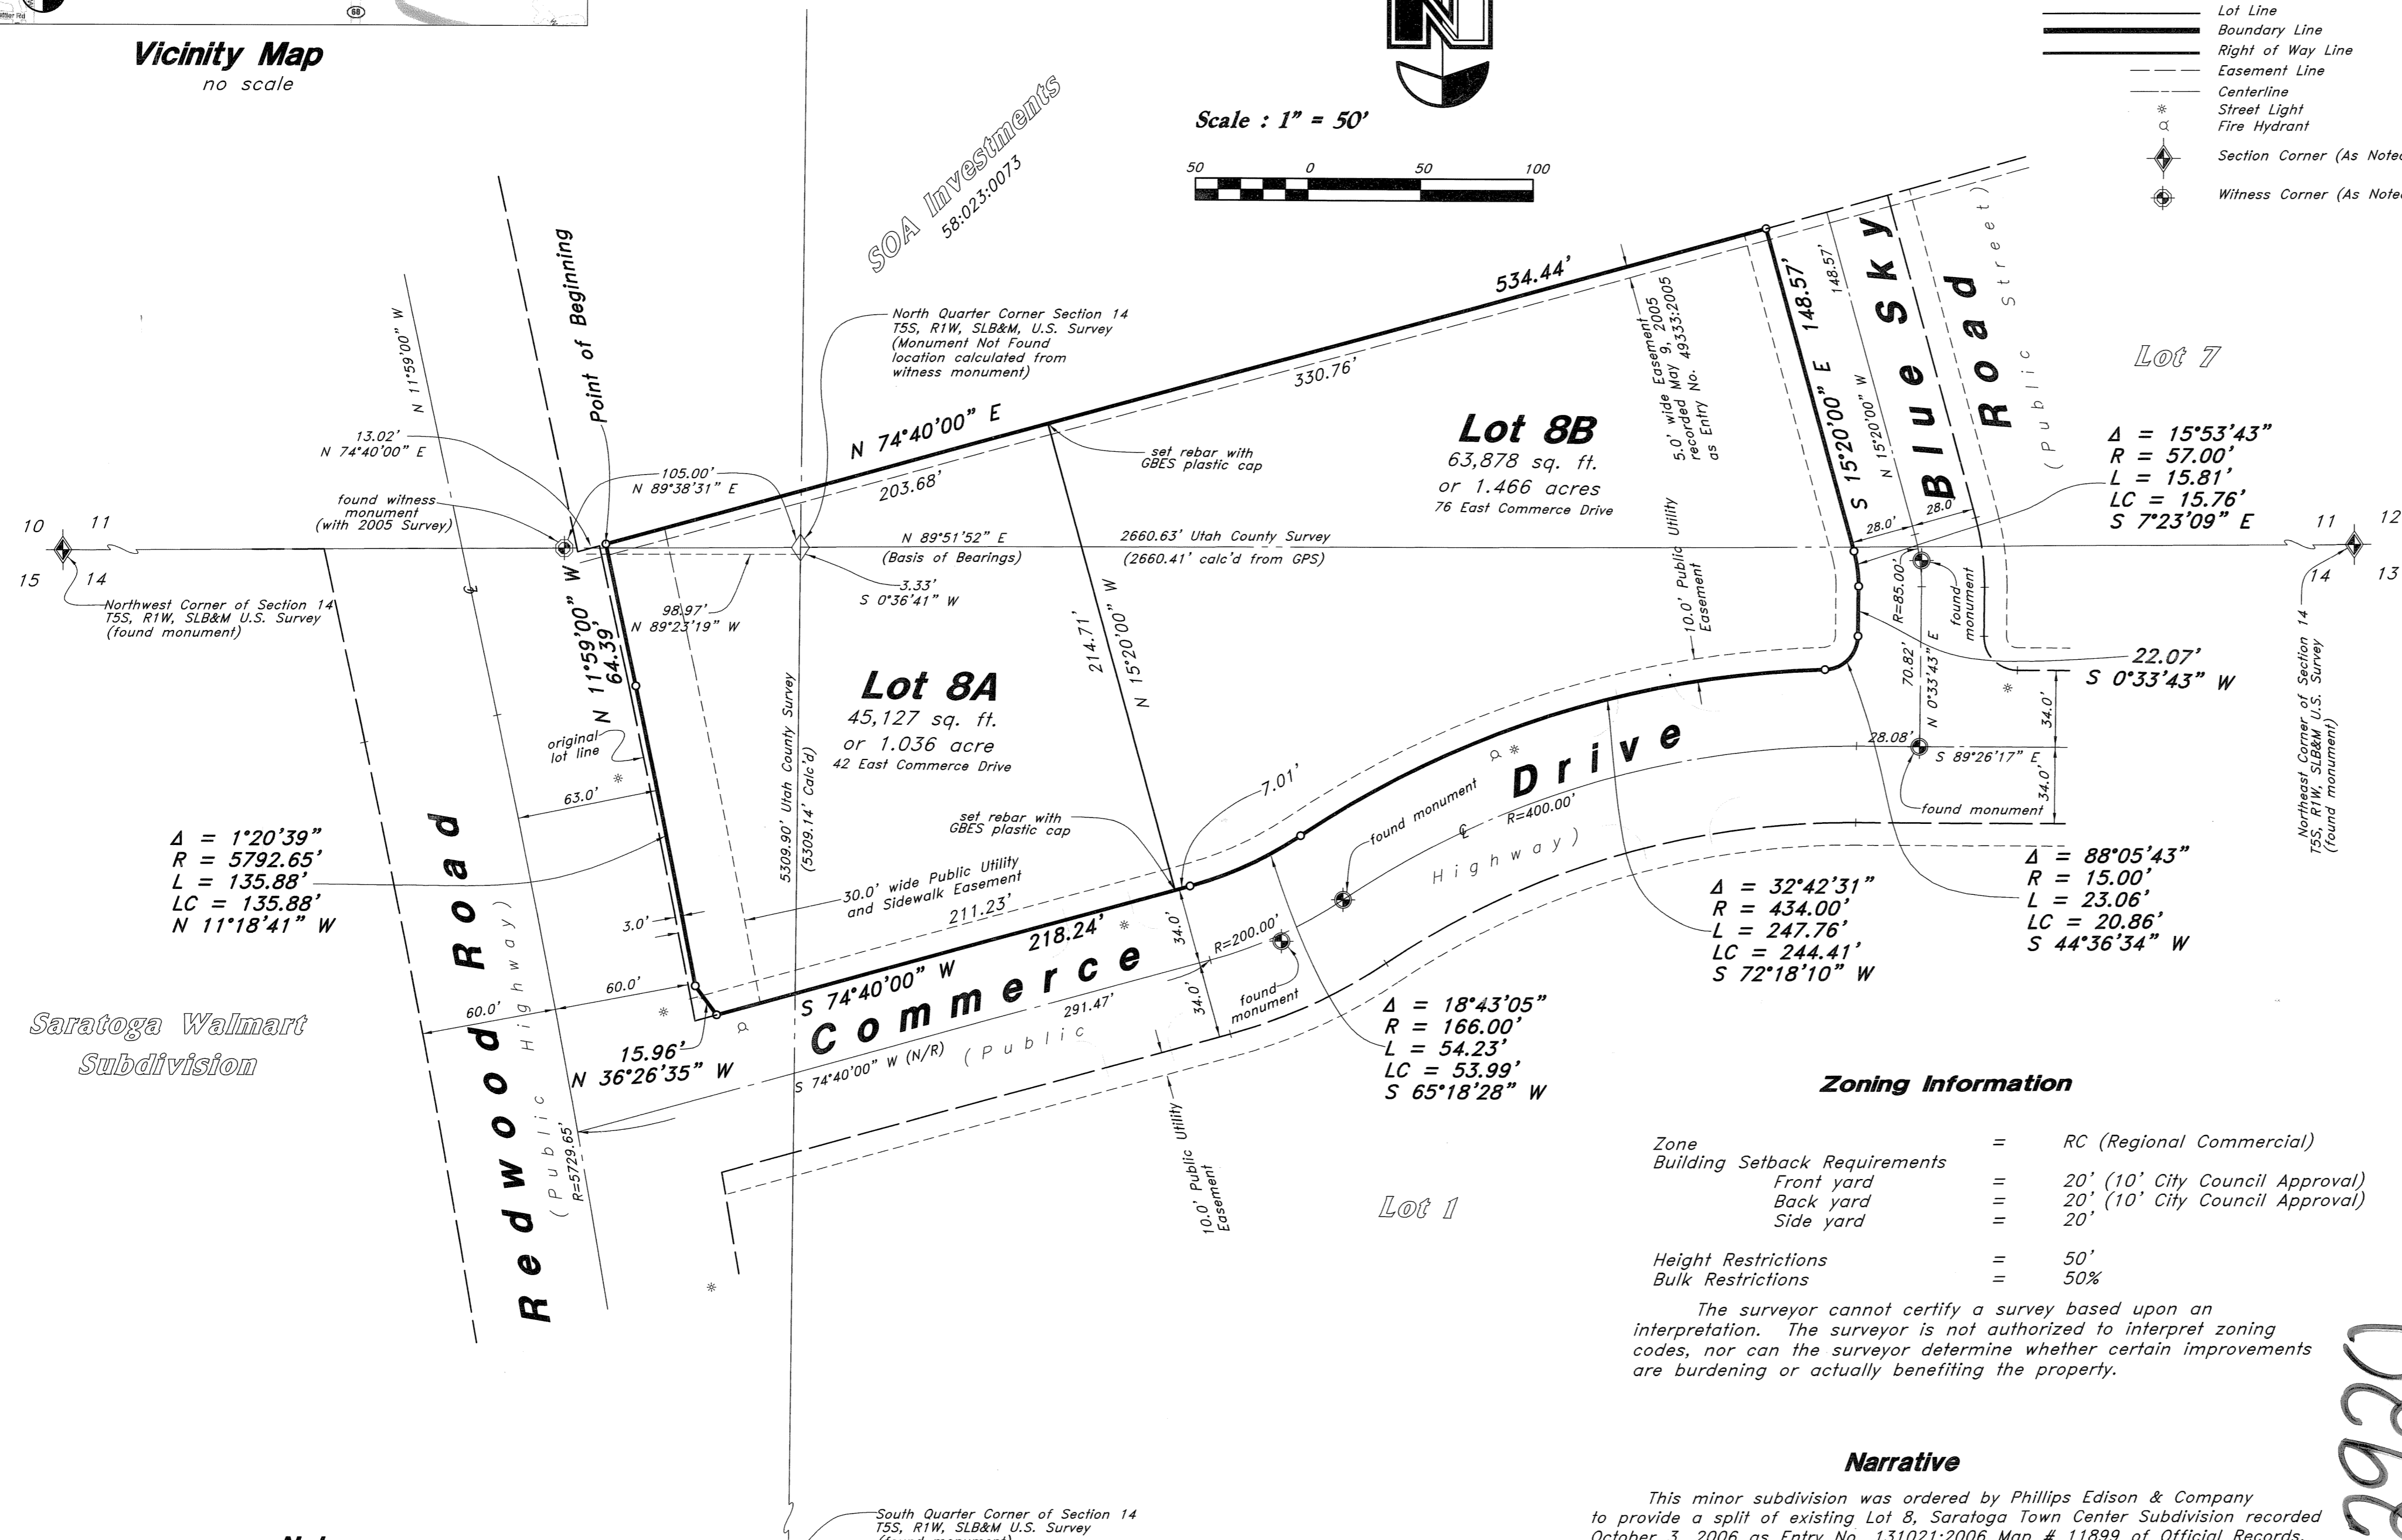 68
Vicinity Map
no scale
Scale : 1" = 50'
50 0 50 100
Lot Line
Boundary Line
Right of Way Line
Easement Line
Centerline
Street Light
Fire Hydrant
Section Corner (As Noted
Witness Corner (As Noted
SOA Investments
58:023:0073
Point of Beginning
N 11°59'00" W
North Quarter Corner Section 14
T5S, R1W, SLB&M, U.S. Survey
(Monument Not Found
location calculated from
witness monument)
13.02'
N 74°40'00" E
105.00'
N 89°38'31" E
found witness
monument
(with 2005 Survey)
10 11
15 14
Northwest Corner of Section 14
T5S, R1W, SLB&M U.S. Survey
(found monument)
N 74°40'00" E
534.44'
203.68'
330.76'
set rebar with
GBES plastic cap
N 89°51'52" E
(Basis of Bearings)
2660.63' Utah County Survey
(2660.41' calc'd from GPS)
3.33'
S 0°36'41" W
98.97'
N 89°23'19" W
Lot 8B
63,878 sq. ft.
or 1.466 acres
76 East Commerce Drive
5.0' wide Easement
recorded May 9, 2005
as Entry No. 49333:2005
10.0' Public Utility
Easement
S 15°20'00" E 148.57'
148.57'
N 15°20'00" W
Blue Sky
Road
(Public Street)
Lot 7
Δ = 15°53'43"
R = 57.00'
L = 15.81'
LC = 15.76'
S 7°23'09" E
28.0'
28.0'
11 12
14 13
R=85.00'
found
monument
70.82'
N 0°33'43" E
22.07'
S 0°33'43" W
Northeast Corner of Section 14
T5S, R1W, SLB&M U.S. Survey
(found monument)
34.0'
34.0'
28.08'
S 89°26'17" E
found monument
N 11°59'00" W
64.39'
original
lot line
63.0'
Lot 8A
45,127 sq. ft.
or 1.036 acre
42 East Commerce Drive
5309.90' Utah County Survey
(5309.14' Calc'd)
214.71'
N 15°20'00" W
set rebar with
GBES plastic cap
7.01'
30.0' wide Public Utility
and Sidewalk Easement
211.23'
218.24'
S 74°40'00" W
Δ = 1°20'39"
R = 5792.65'
L = 135.88'
LC = 135.88'
N 11°18'41" W
3.0'
60.0'
60.0'
Redwood Road
(Public Highway)
R=5729.65'
15.96'
N 36°26'35" W
Commerce Drive
(Public Highway)
291.47'
S 74°40'00" W (N/R)
34.0'
34.0'
R=200.00'
found
monument
found monument
R=400.00'
Δ = 18°43'05"
R = 166.00'
L = 54.23'
LC = 53.99'
S 65°18'28" W
Δ = 32°42'31"
R = 434.00'
L = 247.76'
LC = 244.41'
S 72°18'10" W
Δ = 88°05'43"
R = 15.00'
L = 23.06'
LC = 20.86'
S 44°36'34" W
Saratoga Walmart
Subdivision
10.0' Public Utility
Easement
Lot 1
Zoning Information
Zone = RC (Regional Commercial)
Building Setback Requirements
Front yard = 20' (10' City Council Approval)
Back yard = 20' (10' City Council Approval)
Side yard = 20'
Height Restrictions = 50'
Bulk Restrictions = 50%
The surveyor cannot certify a survey based upon an
interpretation. The surveyor is not authorized to interpret zoning
codes, nor can the surveyor determine whether certain improvements
are burdening or actually benefiting the property.
Narrative
This minor subdivision was ordered by Phillips Edison & Company
to provide a split of existing Lot 8, Saratoga Town Center Subdivision recorded
October 3, 2006 as Entry No. 131021:2006 Map # 11899 of Official Records.
South Quarter Corner of Section 14
T5S, R1W, SLB&M U.S. Survey